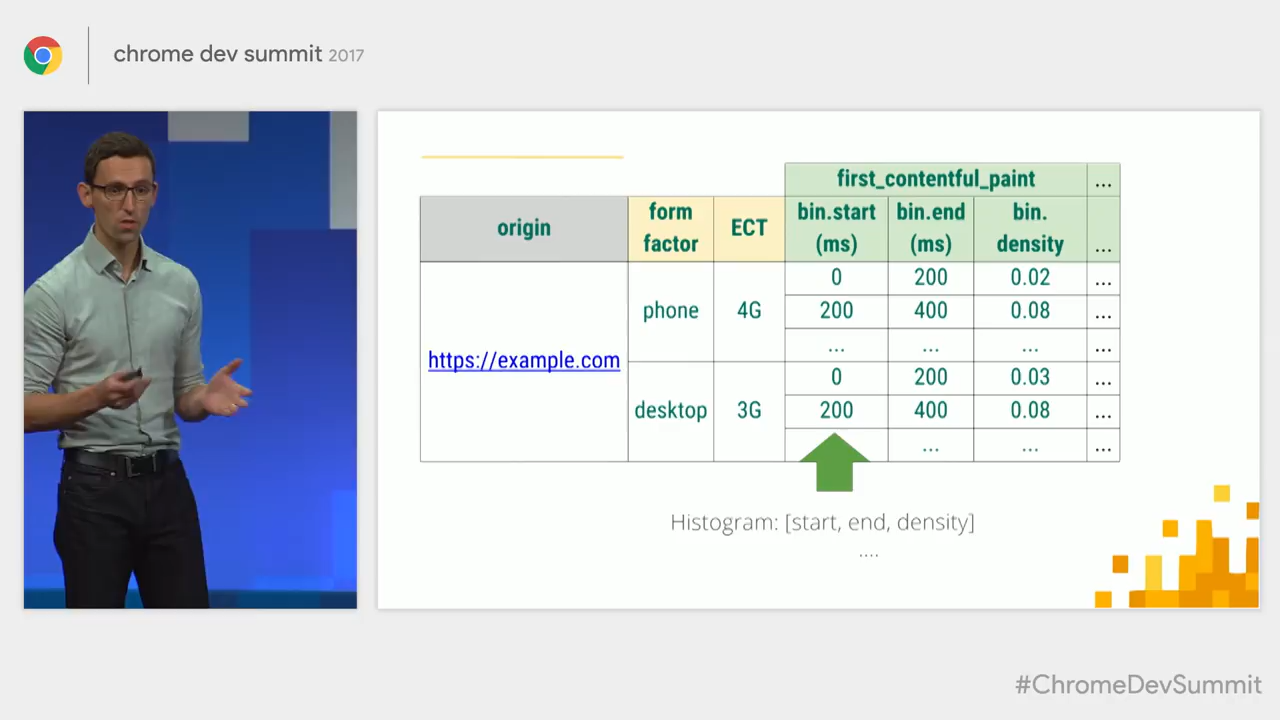 chrome dev summit 2017
first_contentful_paint ...
origin form factor ECT bin.start (ms) bin.end (ms) bin. density ...
https://example.com
phone 4G
0 200 0.02 ...
200 400 0.08 ...
... ... ... ...
desktop 3G
0 200 0.03 ...
200 400 0.08 ...
... ... ...
Histogram: [start, end, density]
....
#ChromeDevSummit